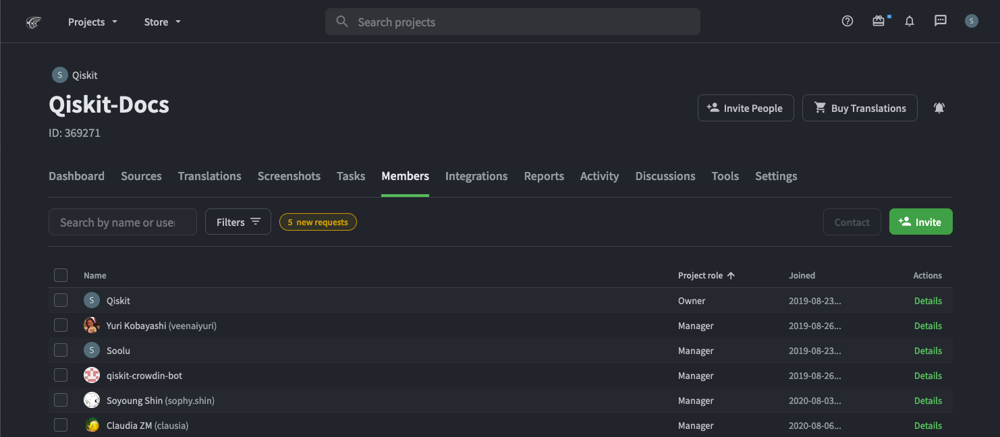 Projects Store Search projects S
S Qiskit
Qiskit-Docs
Invite People Buy Translations
ID: 369271
Dashboard Sources Translations Screenshots Tasks Members Integrations Reports Activity Discussions Tools Settings
Search by name or use Filters 5 new requests Contact Invite
Name Project role Joined Actions
S Qiskit Owner 2019-08-23... Details
Yuri Kobayashi (veenaiyuri) Manager 2019-08-26... Details
S Soolu Manager 2019-08-23... Details
qiskit-crowdin-bot Manager 2019-08-26... Details
Soyoung Shin (sophy.shin) Manager 2020-08-03... Details
Claudia ZM (clausia) Manager 2020-08-06... Details